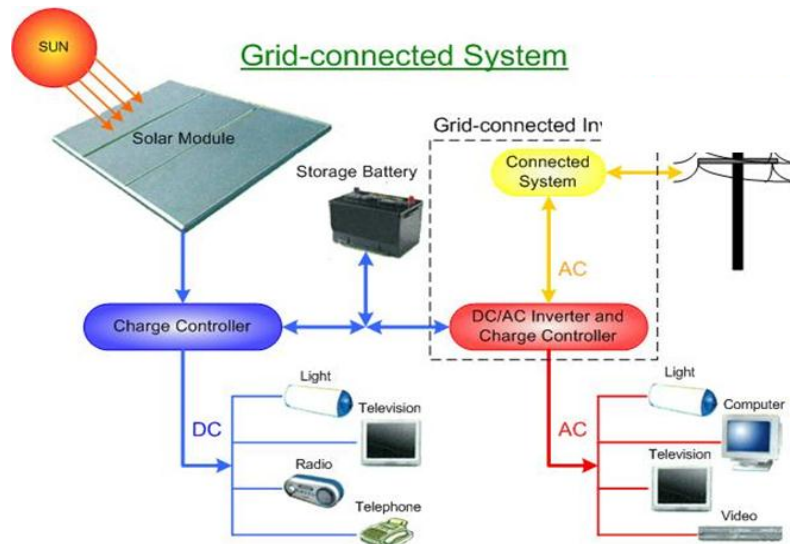 SUN
Grid-connected System
Solar Module
Grid-connected Inv
Storage Battery
Connected
System
AC
Charge Controller
DC/AC Inverter and
Charge Controller
Light
Television
DC
Radio
Telephone
Light
Computer
AC
Television
Video